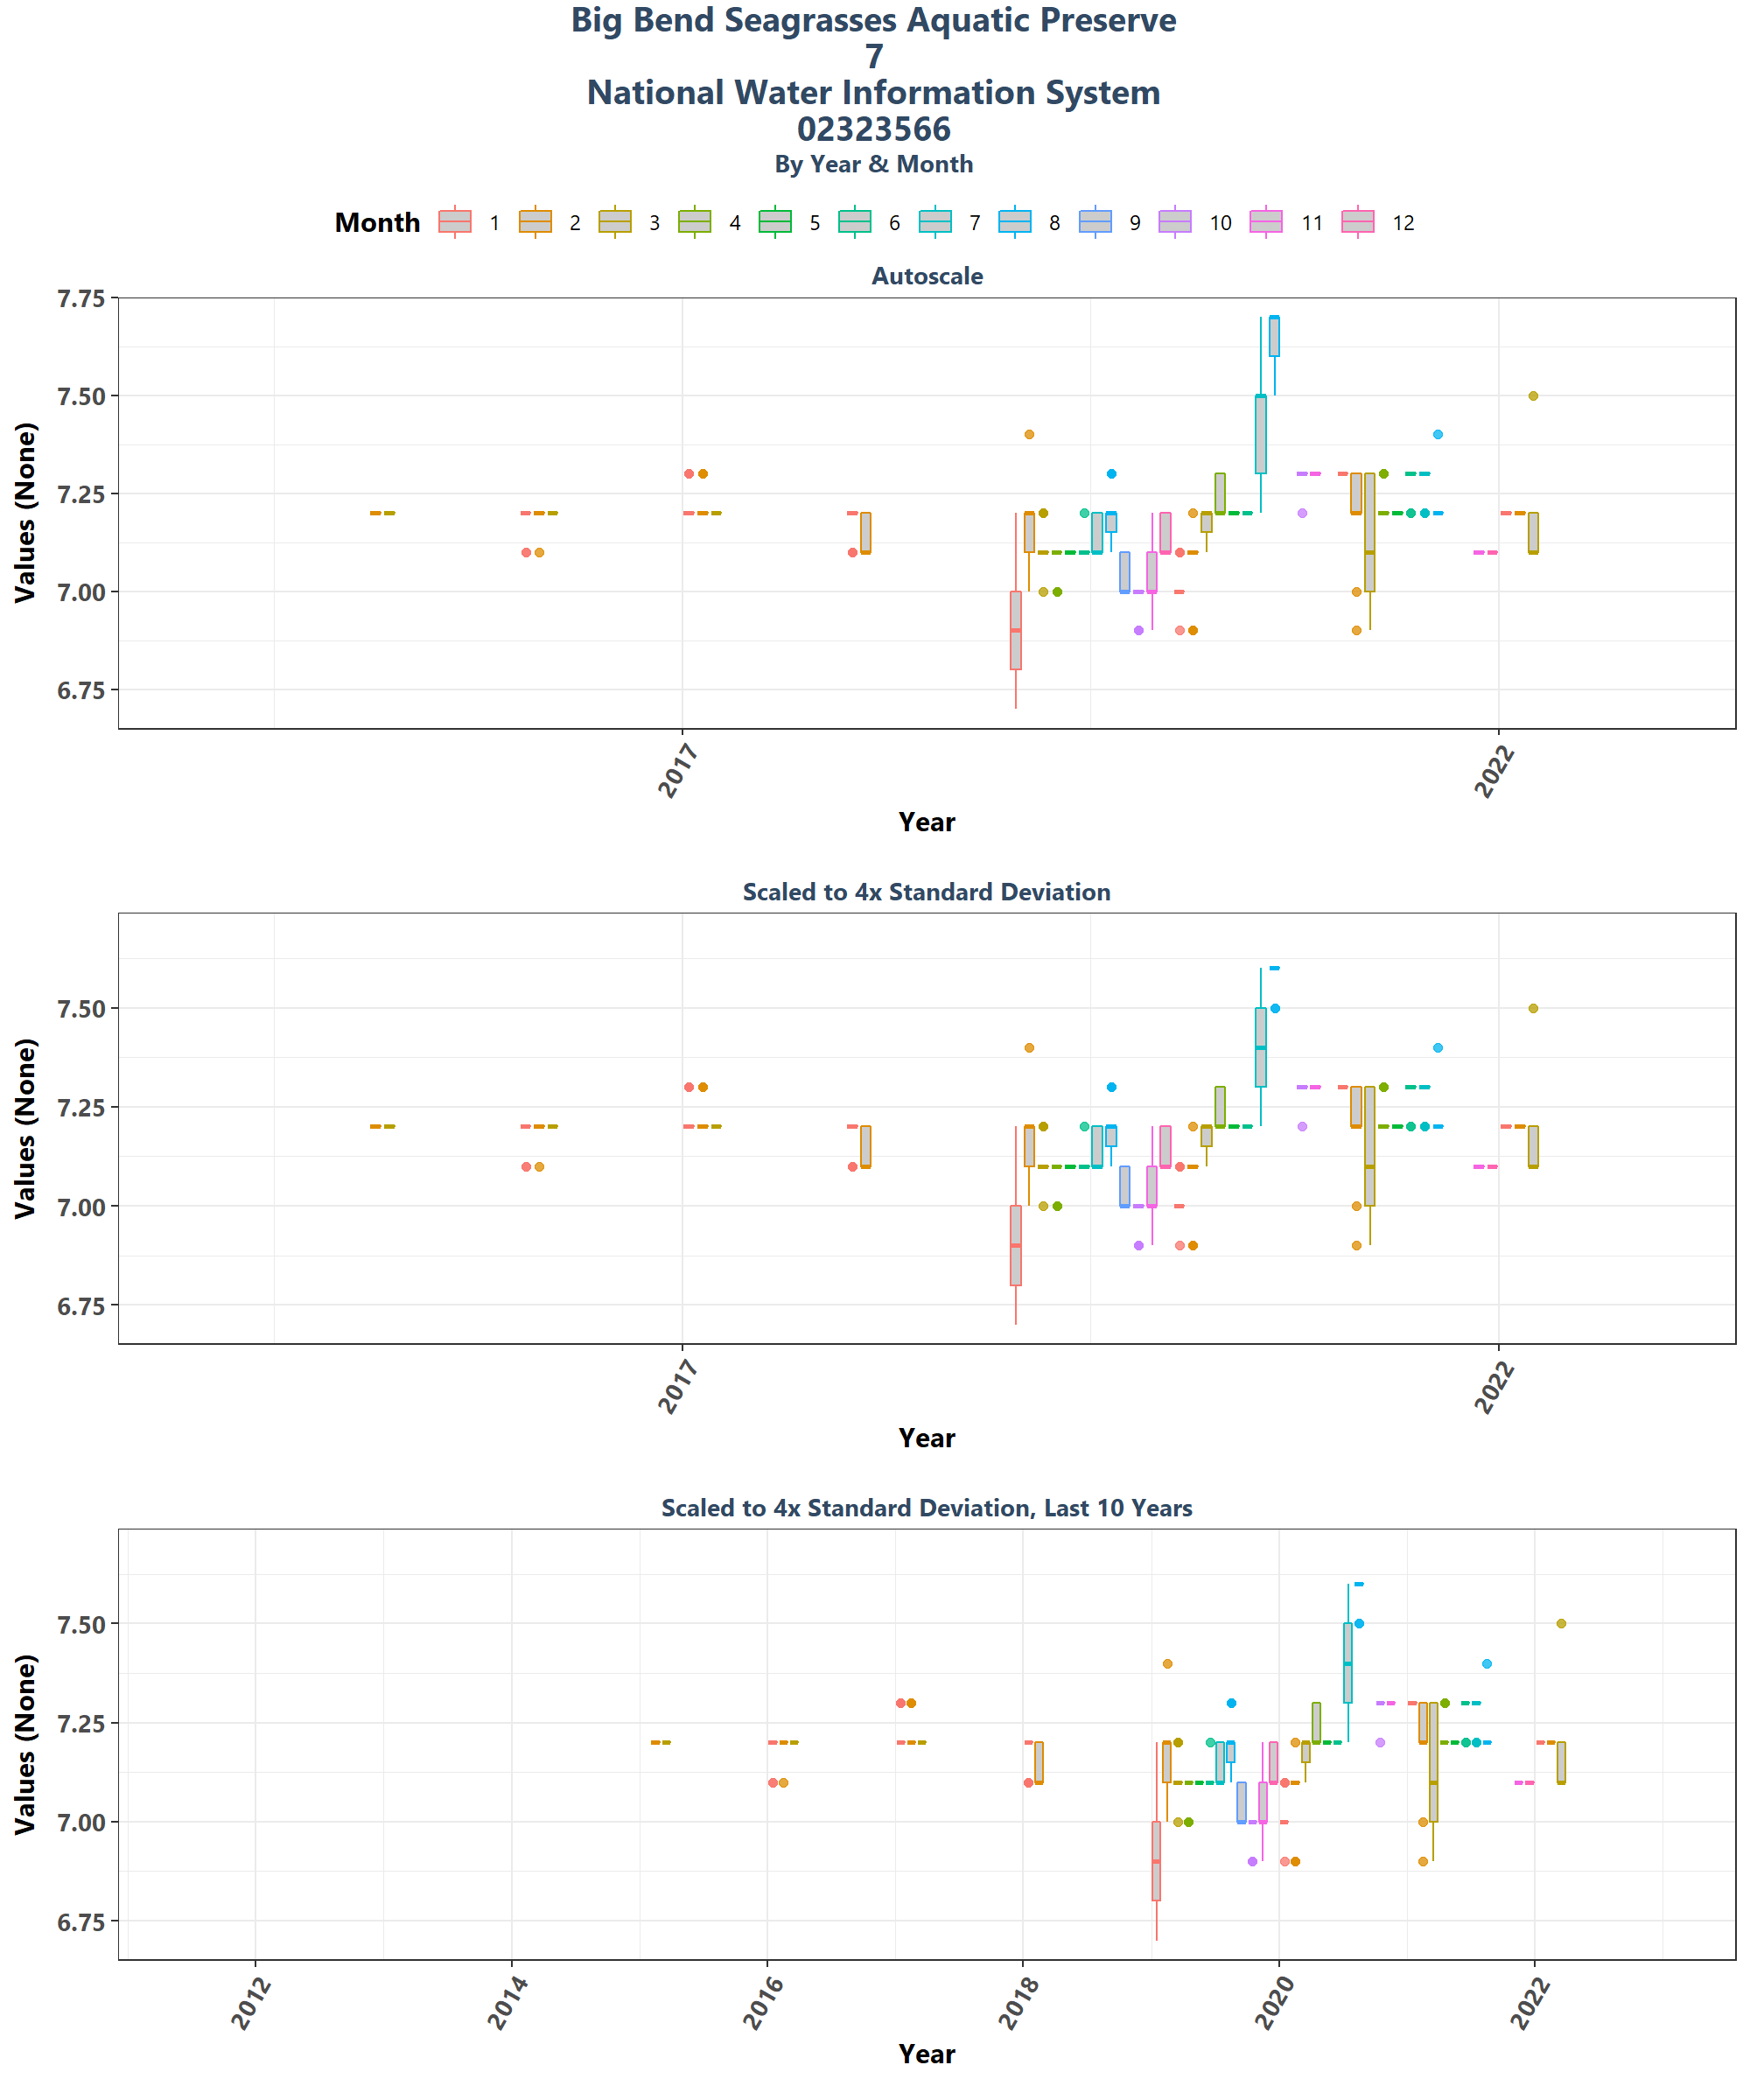 Big Bend Seagrasses Aquatic Preserve
7
National Water Information System
02323566
By Year & Month
Month 1 2 3 4 5 6 7 8 9 10 11 12
Autoscale
7.75
7.50
7.25
7.00
6.75
Values (None)
2017 2022
Year
Scaled to 4x Standard Deviation
7.50
7.25
7.00
6.75
Values (None)
2017 2022
Year
Scaled to 4x Standard Deviation, Last 10 Years
7.50
7.25
7.00
6.75
Values (None)
2012 2014 2016 2018 2020 2022
Year